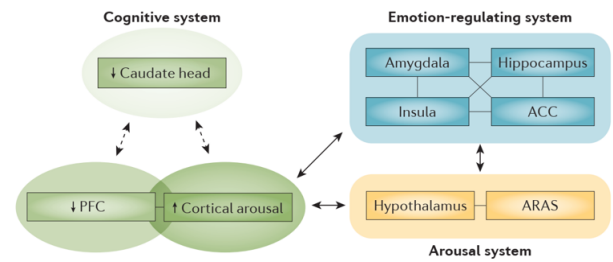 Cognitive system
Emotion-regulating system
↓ Caudate head
Amygdala
Hippocampus
Insula
ACC
↓ PFC
↑ Cortical arousal
Hypothalamus
ARAS
Arousal system